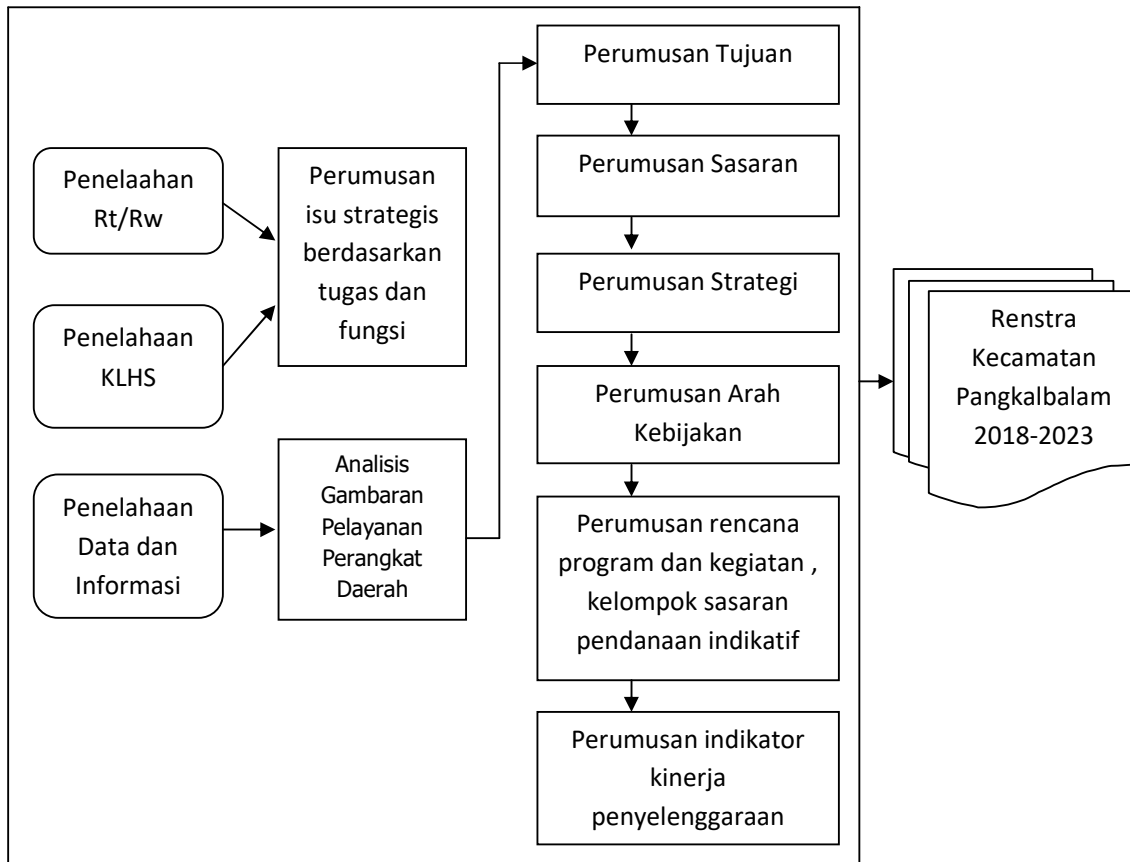 Penelaahan
Rt/Rw
Penelahaan
KLHS
Penelahaan
Data dan
Informasi
Perumusan
isu strategis
berdasarkan
tugas dan
fungsi
Analisis
Gambaran
Pelayanan
Perangkat
Daerah
Perumusan Tujuan
Perumusan Sasaran
Perumusan Strategi
Perumusan Arah
Kebijakan
Perumusan rencana
program dan kegiatan ,
kelompok sasaran
pendanaan indikatif
Perumusan indikator
kinerja
penyelenggaraan
Renstra
Kecamatan
Pangkalbalam
2018-2023